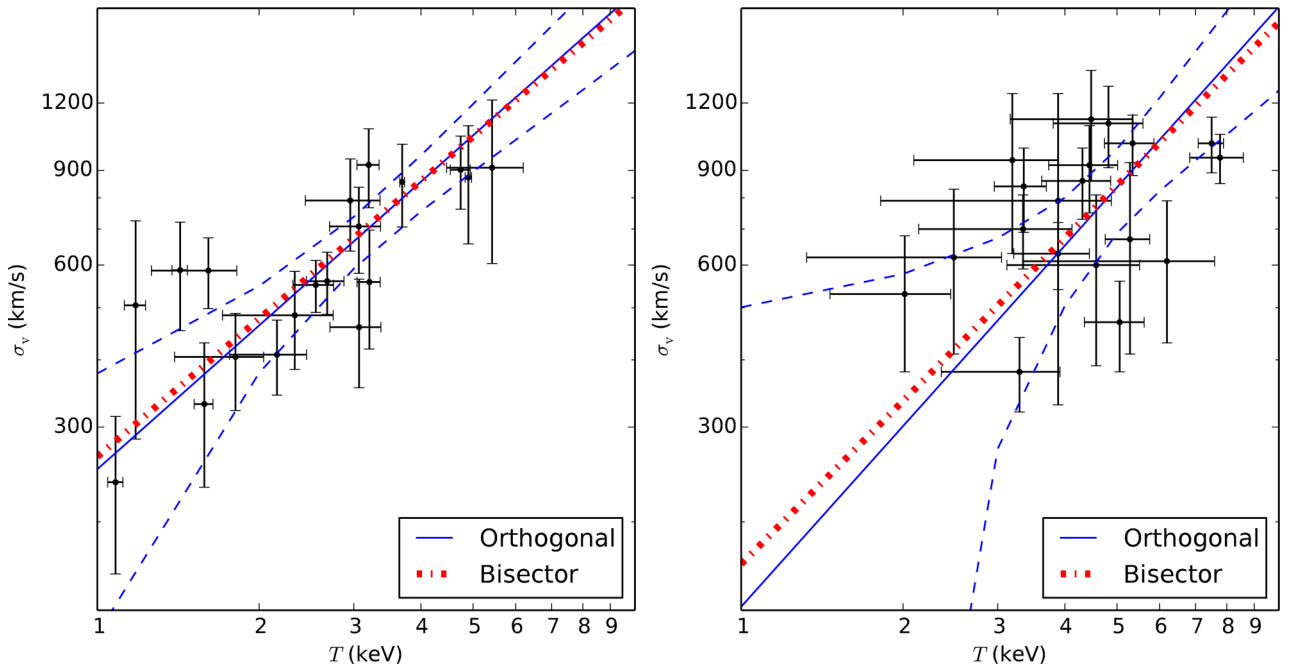 1200
900
600
300
σv (km/s)
1 2 3 4 5 6 7 8 9
T (keV)
Orthogonal
Bisector
1200
900
600
300
σv (km/s)
1 2 3 4 5 6 7 8 9
T (keV)
Orthogonal
Bisector